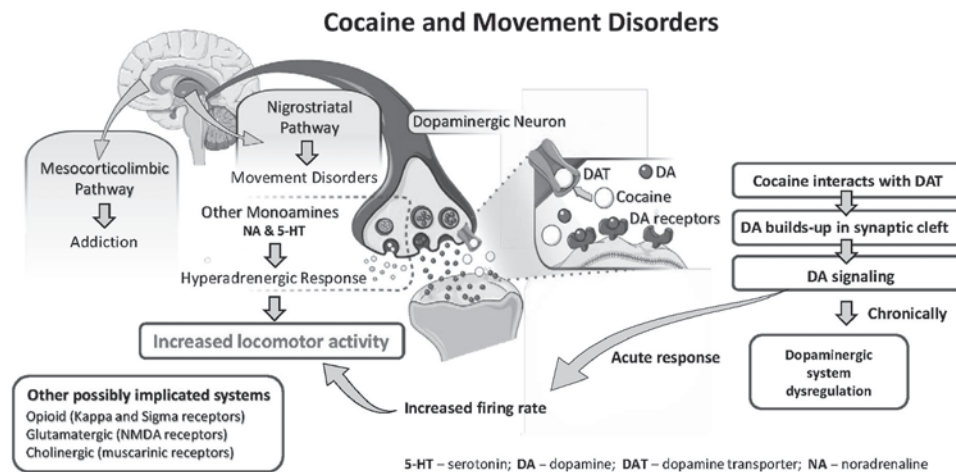 Cocaine and Movement Disorders
Mesocorticolimbic
Pathway
Addiction
Nigrostriatal
Pathway
Movement Disorders
Other Monoamines
NA & 5-HT
Hyperadrenergic Response
Increased locomotor activity
Other possibly implicated systems
Opioid (Kappa and Sigma receptors)
Glutamatergic (NMDA receptors)
Cholinergic (muscarinic receptors)
Dopaminergic Neuron
DAT
DA
Cocaine
DA receptors
Cocaine interacts with DAT
DA builds-up in synaptic cleft
DA signaling
Chronically
Dopaminergic
system
dysregulation
Acute response
Increased firing rate
5-HT – serotonin; DA – dopamine; DAT – dopamine transporter; NA – noradrenaline